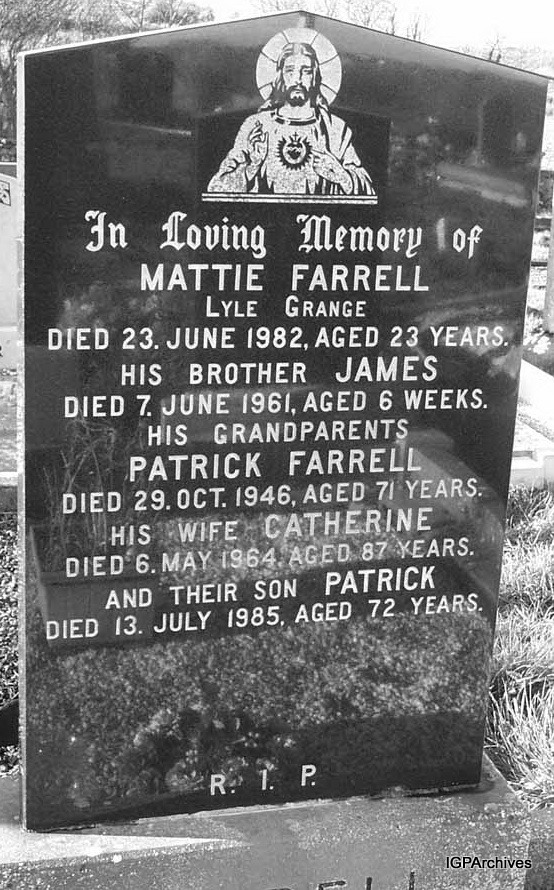 In Loving Memory of
MATTIE FARRELL
LYLE GRANGE
DIED 23. JUNE 1982, AGED 23 YEARS.
HIS BROTHER JAMES
DIED 7. JUNE 1961, AGED 6 WEEKS.
HIS GRANDPARENTS
PATRICK FARRELL
DIED 29. OCT. 1946, AGED 71 YEARS.
HIS WIFE CATHERINE
DIED 6. MAY 1964. AGED 87 YEARS.
AND THEIR SON PATRICK
DIED 13. JULY 1985, AGED 72 YEARS.
R. I. P.
IGPArchives